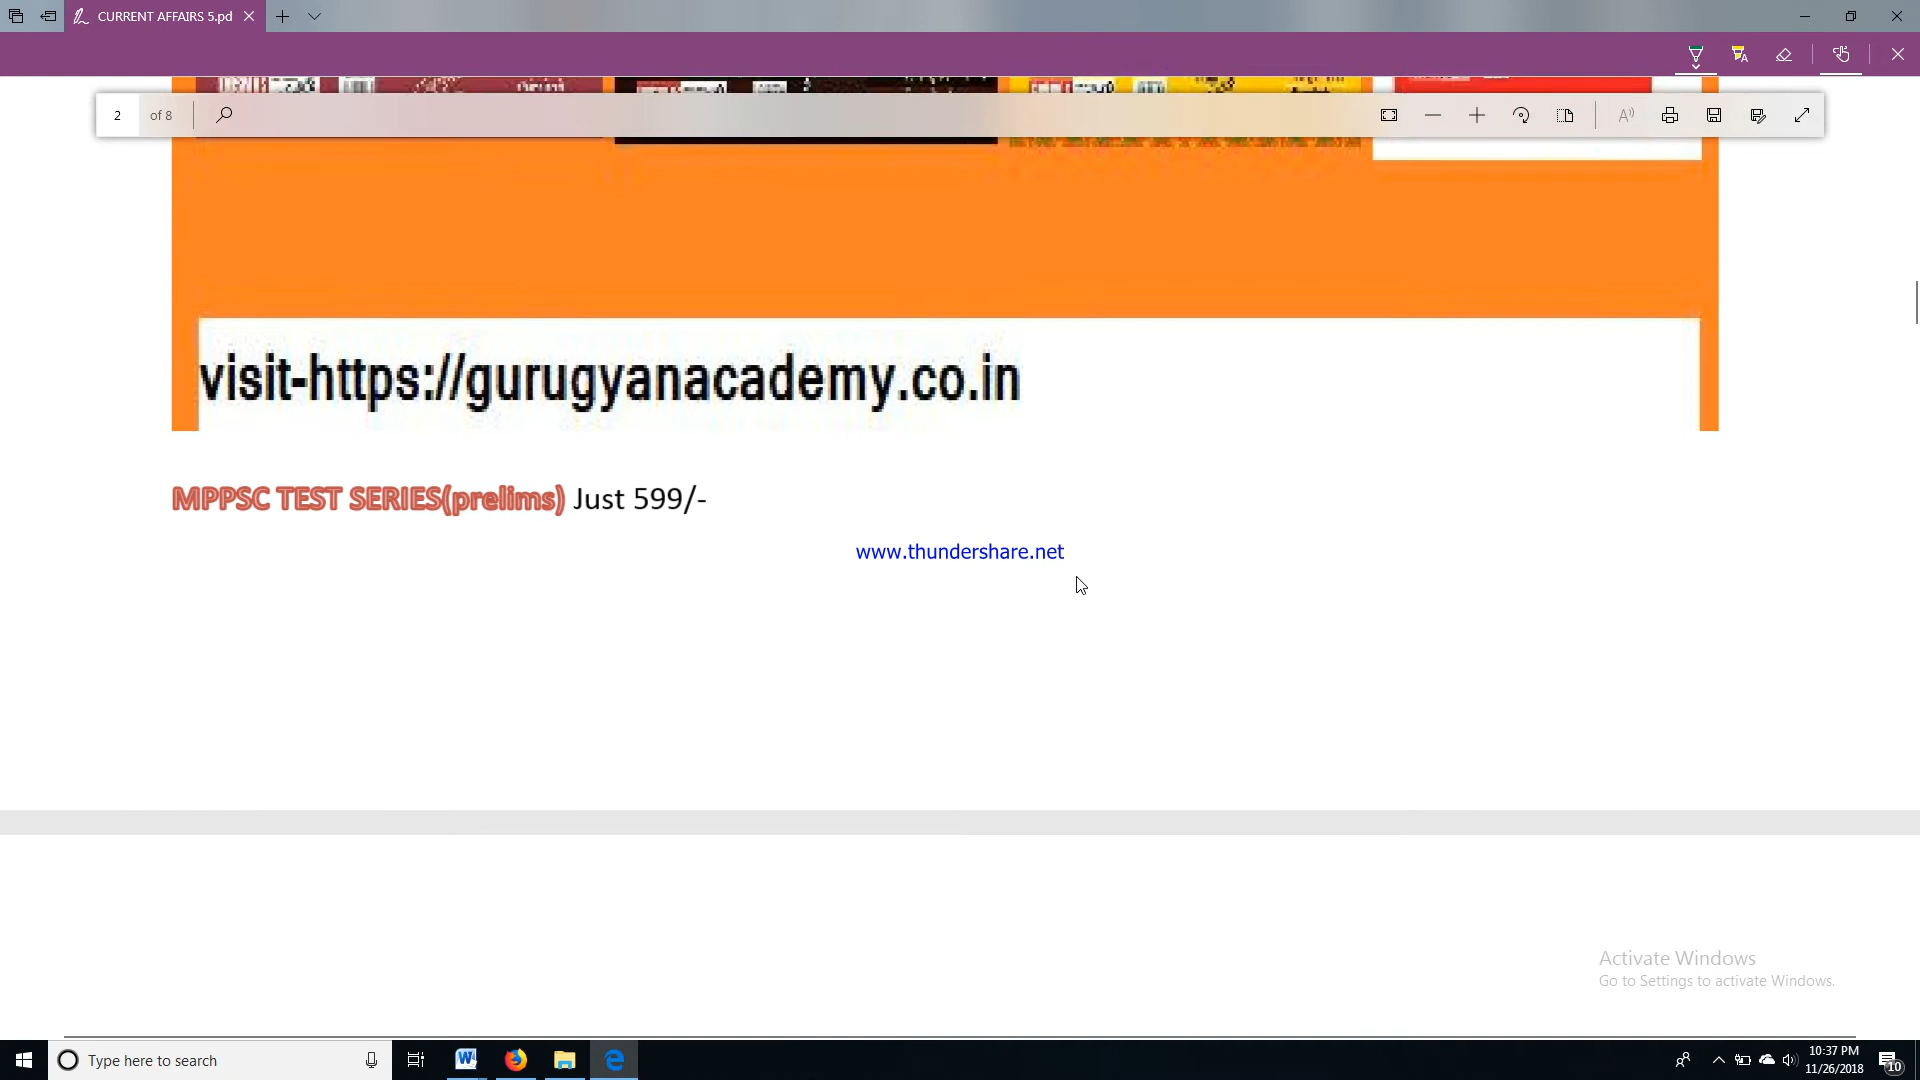 CURRENT AFFAIRS 5.pd
2 of 8
visit-https://gurugyanacademy.co.in
MPPSC TEST SERIES(prelims) Just 599/-
www.thundershare.net
Activate Windows
Go to Settings to activate Windows.
Type here to search
10:37 PM
11/26/2018
10